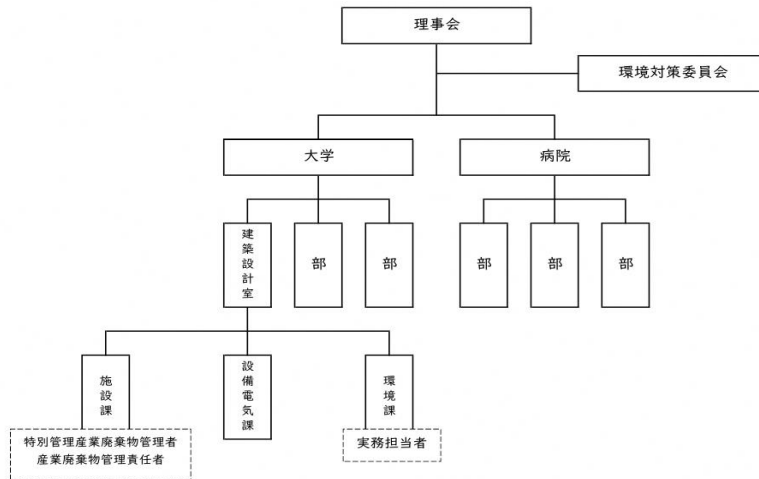 理事会
環境対策委員会
大学
病院
建築設計室
部
部
部
部
部
施設課
設備電気課
環境課
特別管理産業廃棄物管理者
産業廃棄物管理責任者
実務担当者